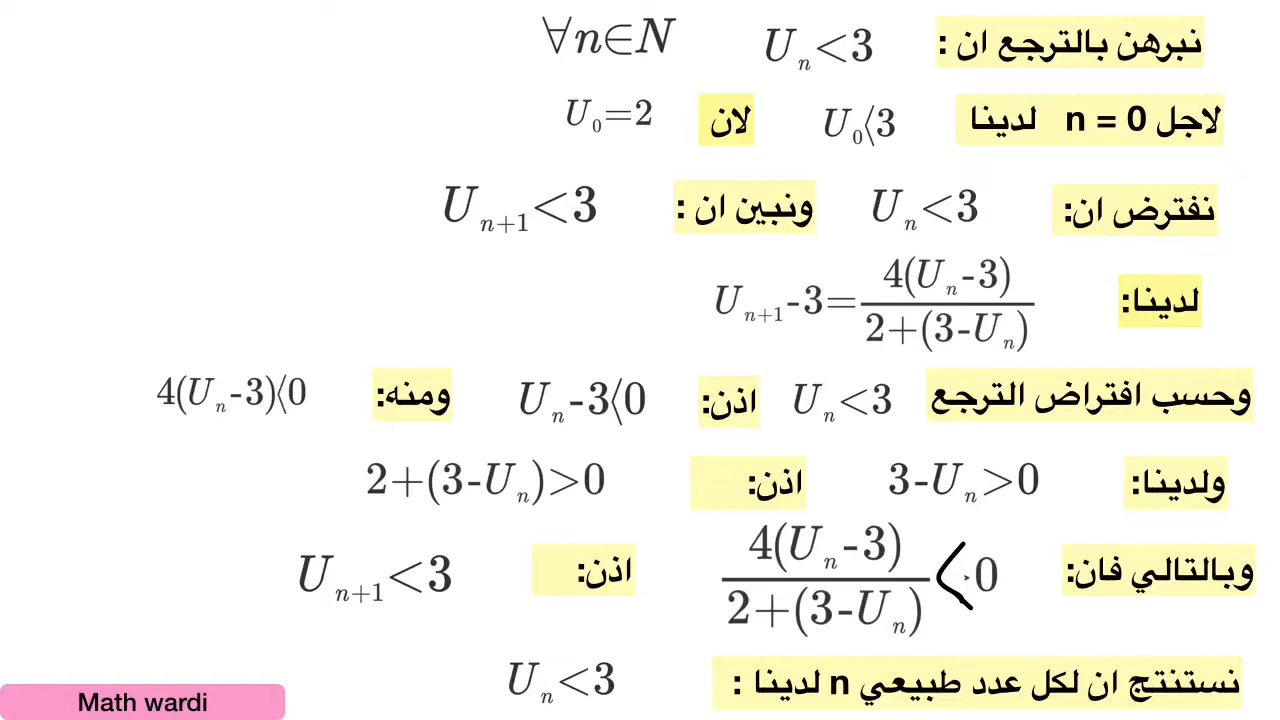 نبرهن بالترجع ان : U_n<3 ∀n∈N
لاجل n = 0 لدينا U_0⟨3 لان U_0=2
نفترض ان: U_n<3 ونبين ان : U_{n+1}<3
لدينا: U_{n+1}-3=\frac{4(U_n-3)}{2+(3-U_n)}
وحسب افتراض الترجع U_n<3 اذن: U_n-3⟨0 ومنه: 4(U_n-3)⟨0
ولدينا: 3-U_n>0 اذن: 2+(3-U_n)>0
وبالتالي فان: \frac{4(U_n-3)}{2+(3-U_n)}<0 اذن: U_{n+1}<3
نستنتج ان لكل عدد طبيعي n لدينا : U_n<3
Math wardi